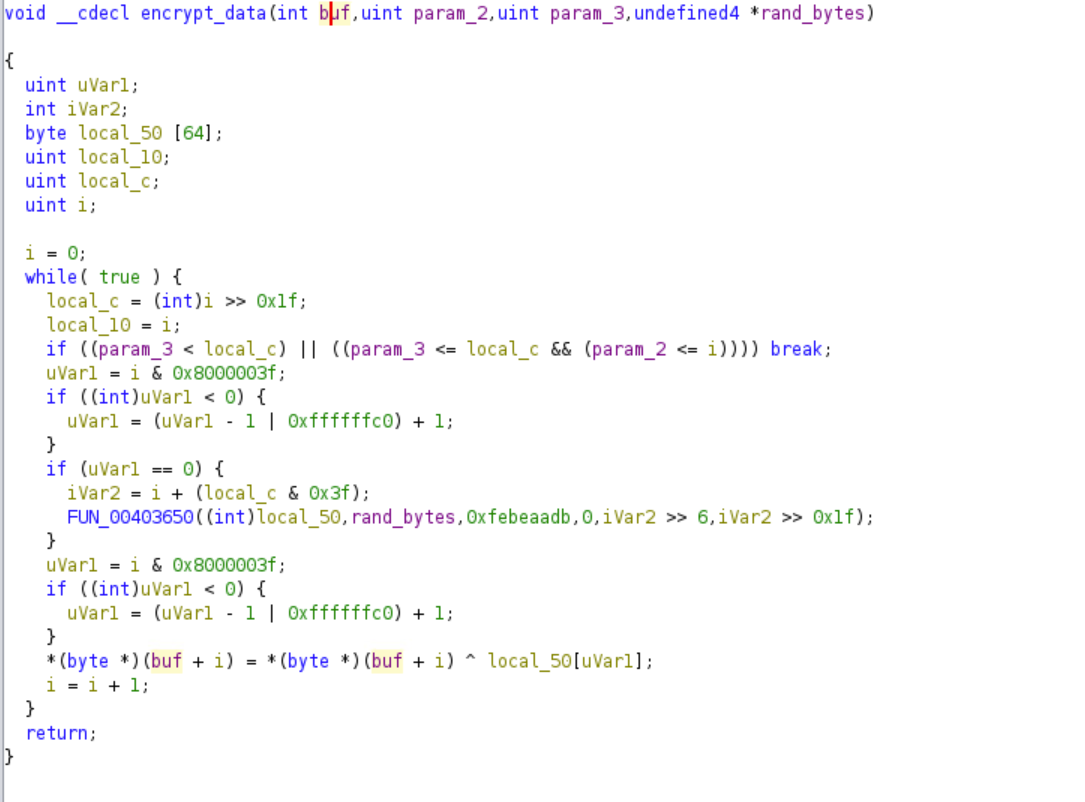 void __cdecl encrypt_data(int buf,uint param_2,uint param_3,undefined4 *rand_bytes)
{
uint uVar1;
int iVar2;
byte local_50 [64];
uint local_10;
uint local_c;
uint i;
i = 0;
while( true ) {
local_c = (int)i >> 0x1f;
local_10 = i;
if ((param_3 < local_c) || ((param_3 <= local_c && (param_2 <= i)))) break;
uVar1 = i & 0x8000003f;
if ((int)uVar1 < 0) {
uVar1 = (uVar1 - 1 | 0xffffffc0) + 1;
}
if (uVar1 == 0) {
iVar2 = i + (local_c & 0x3f);
FUN_00403650((int)local_50,rand_bytes,0xfebeaadb,0,iVar2 >> 6,iVar2 >> 0x1f);
}
uVar1 = i & 0x8000003f;
if ((int)uVar1 < 0) {
uVar1 = (uVar1 - 1 | 0xffffffc0) + 1;
}
*(byte *)(buf + i) = *(byte *)(buf + i) ^ local_50[uVar1];
i = i + 1;
}
return;
}